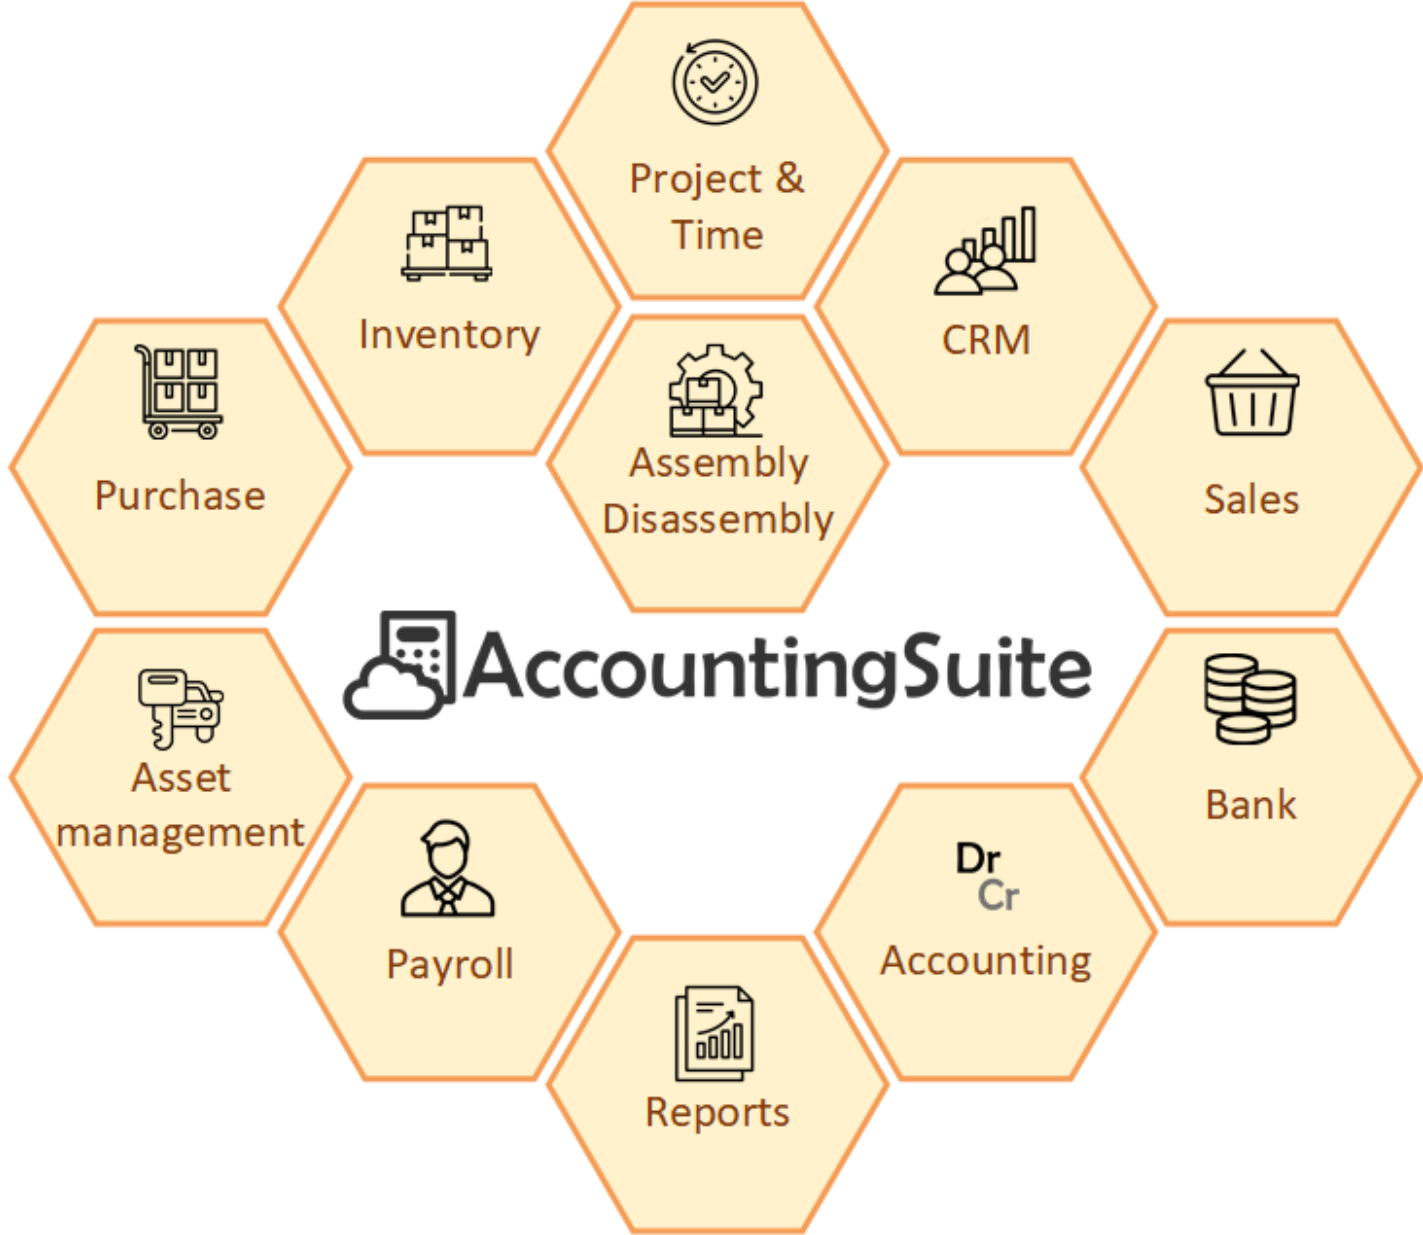 Project &
Time
Inventory
CRM
Purchase
Assembly
Disassembly
Sales
AccountingSuite
Asset
management
Bank
Payroll
Dr
Cr
Accounting
Reports